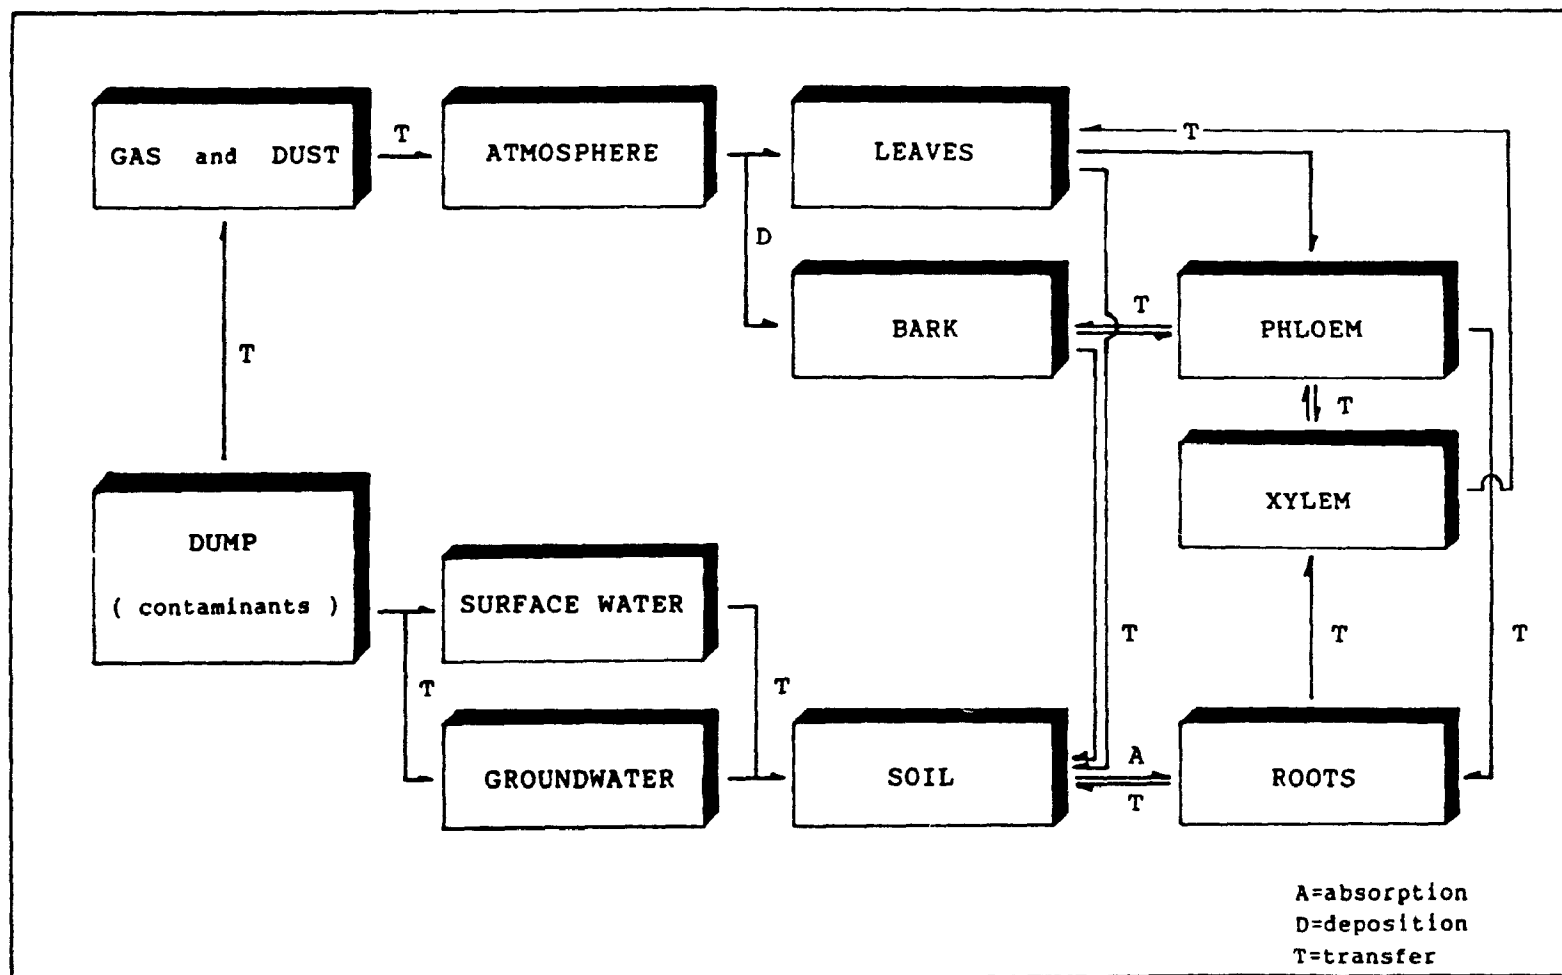 GAS and DUST
T
ATMOSPHERE
LEAVES
T
D
T
BARK
T
PHLOEM
T
XYLEM
DUMP
( contaminants )
SURFACE WATER
T
T
T
T
T
GROUNDWATER
SOIL
A
T
ROOTS
A=absorption
D=deposition
T=transfer